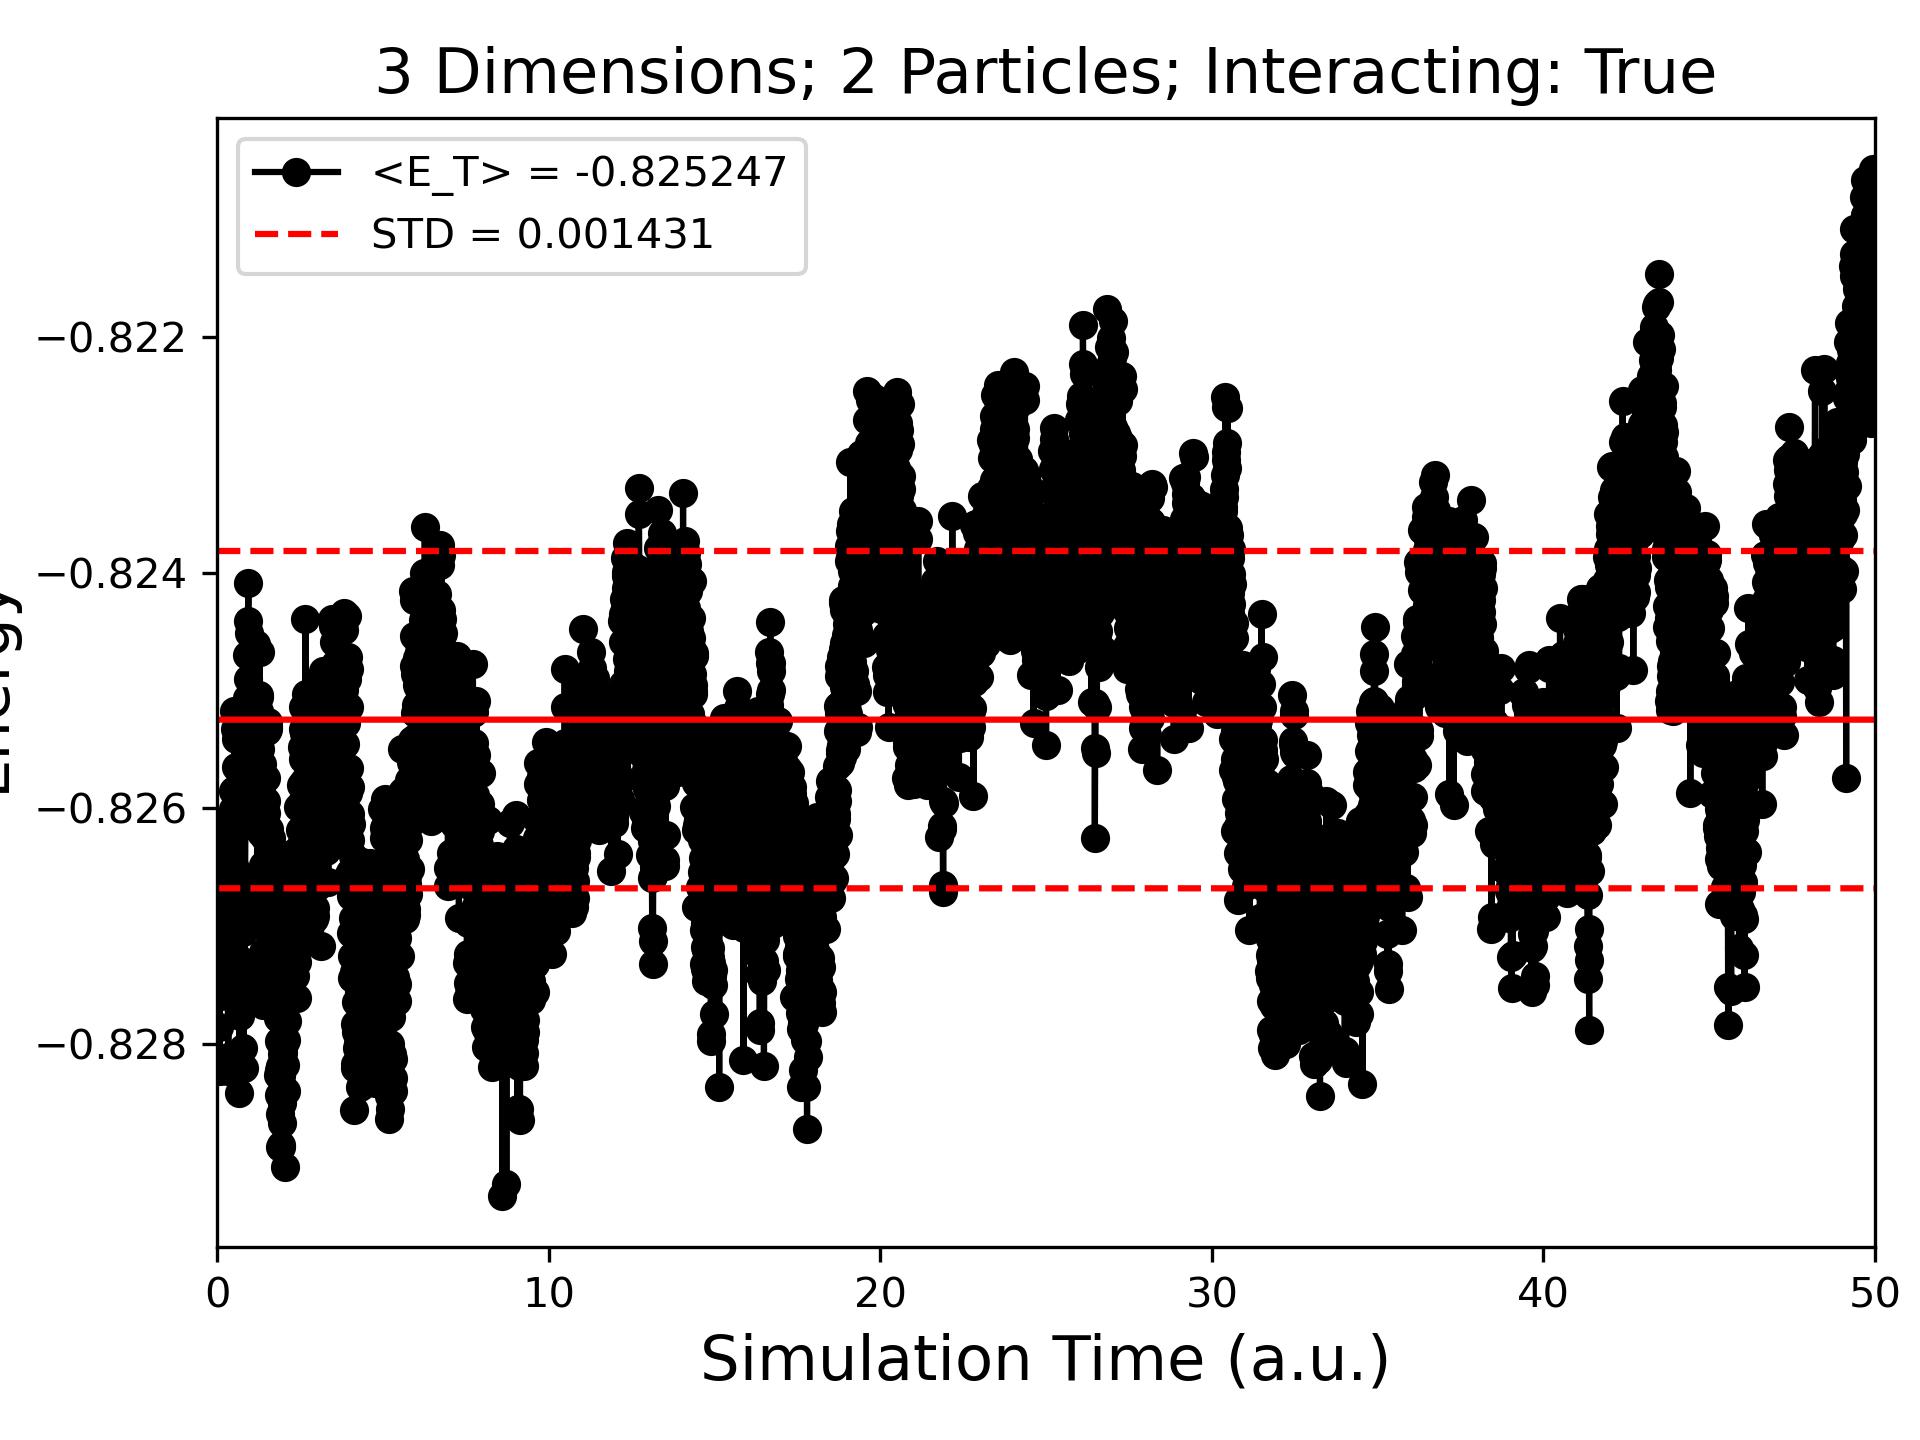 3 Dimensions; 2 Particles; Interacting: True
<E_T> = -0.825247
STD = 0.001431
−0.822
−0.824
−0.826
−0.828
Energy
0 10 20 30 40 50
Simulation Time (a.u.)